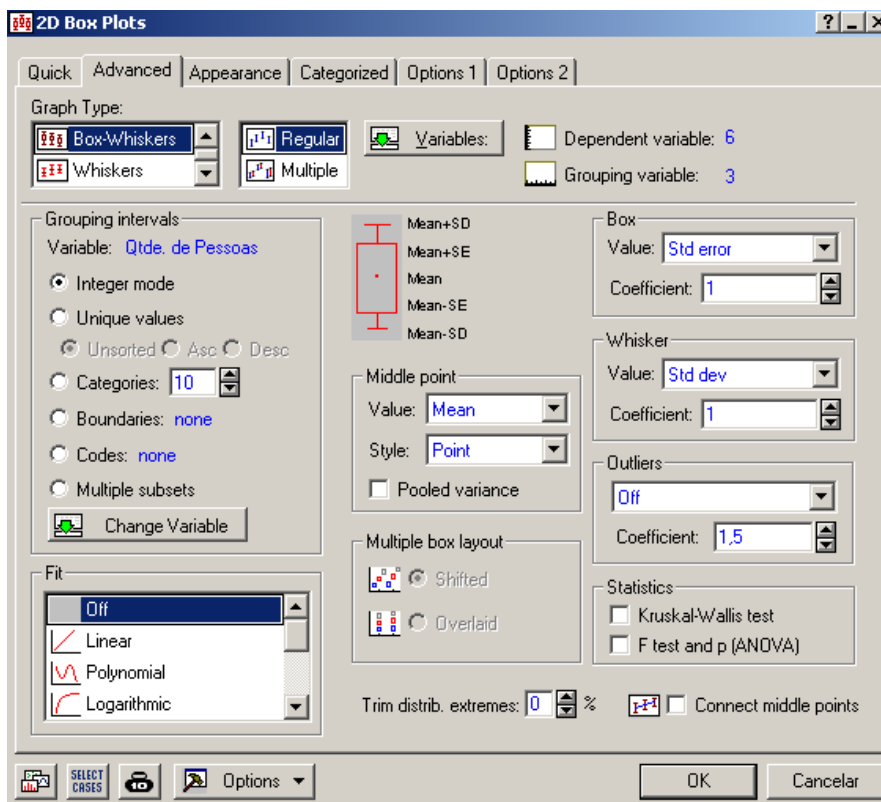 2D Box Plots
Quick Advanced Appearance Categorized Options 1 Options 2
Graph Type:
Box-Whiskers
Whiskers
Regular
Multiple
Variables:
Dependent variable: 6
Grouping variable: 3
Grouping intervals
Variable: Qtde. de Pessoas
Integer mode
Unique values
Unsorted Asc Desc
Categories: 10
Boundaries: none
Codes: none
Multiple subsets
Change Variable
Fit
Off
Linear
Polynomial
Logarithmic
Mean+SD
Mean+SE
Mean
Mean-SE
Mean-SD
Middle point
Value: Mean
Style: Point
Pooled variance
Multiple box layout
Shifted
Overlaid
Box
Value: Std error
Coefficient: 1
Whisker
Value: Std dev
Coefficient: 1
Outliers
Off
Coefficient: 1,5
Statistics
Kruskal-Wallis test
F test and p (ANOVA)
Trim distrib. extremes: 0 %
Connect middle points
SELECT
CASES
Options
OK
Cancelar